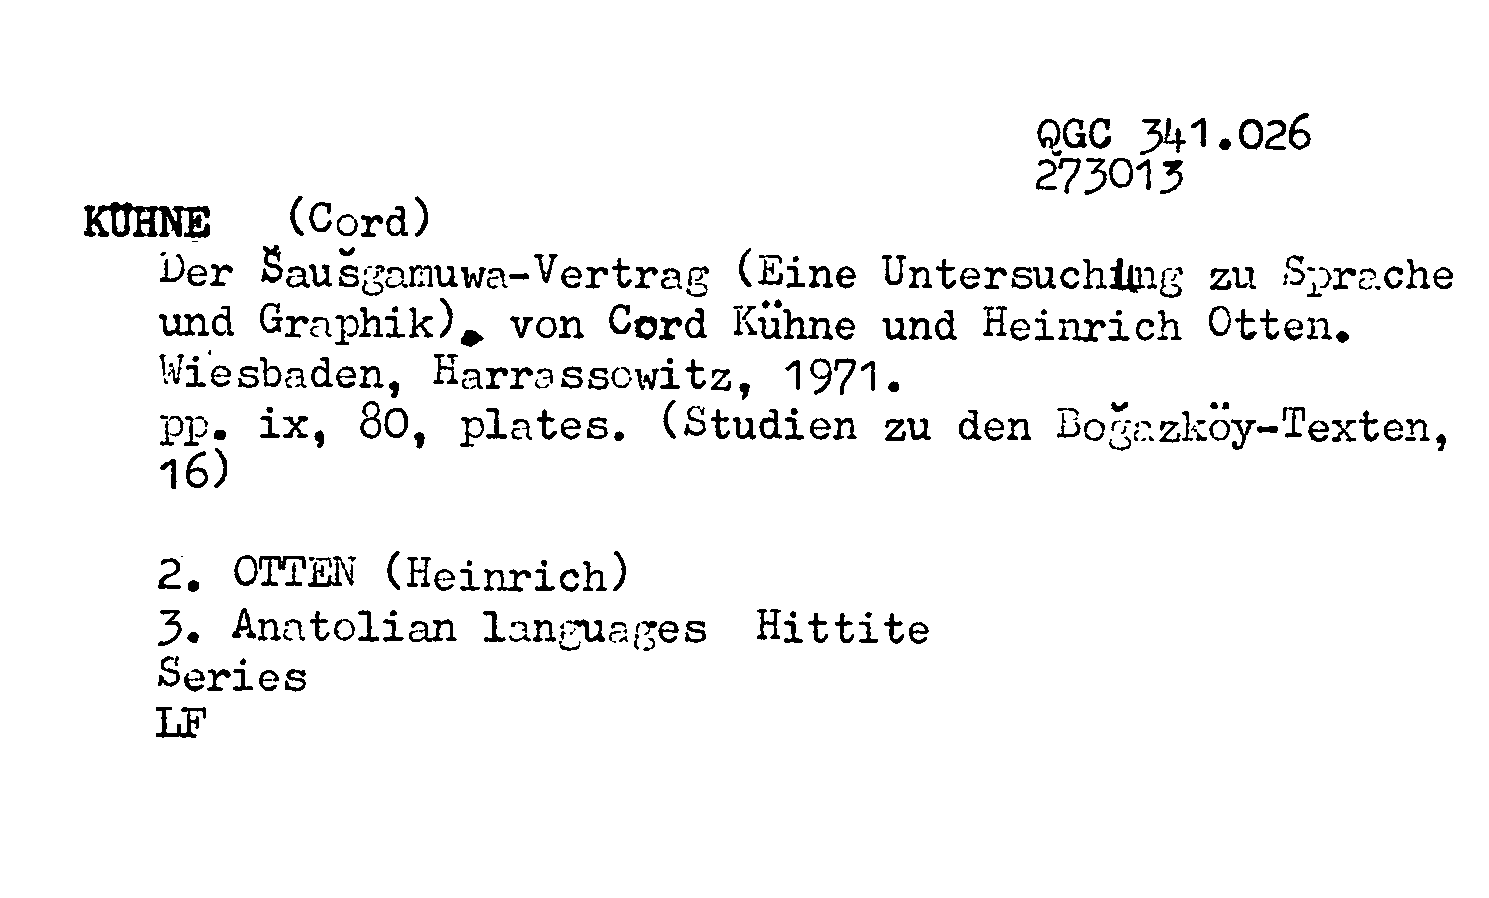 QGC 341.026
273013
KÜHNE (Cord)
Der Šaušgamuwa-Vertrag (Eine Untersuchung zu Sprache
und Graphik). von Cord Kühne und Heinrich Otten.
Wiesbaden, Harrassowitz, 1971.
pp. ix, 80, plates. (Studien zu den Boğazköy-Texten,
16)
2. OTTEN (Heinrich)
3. Anatolian languages Hittite
Series
LF